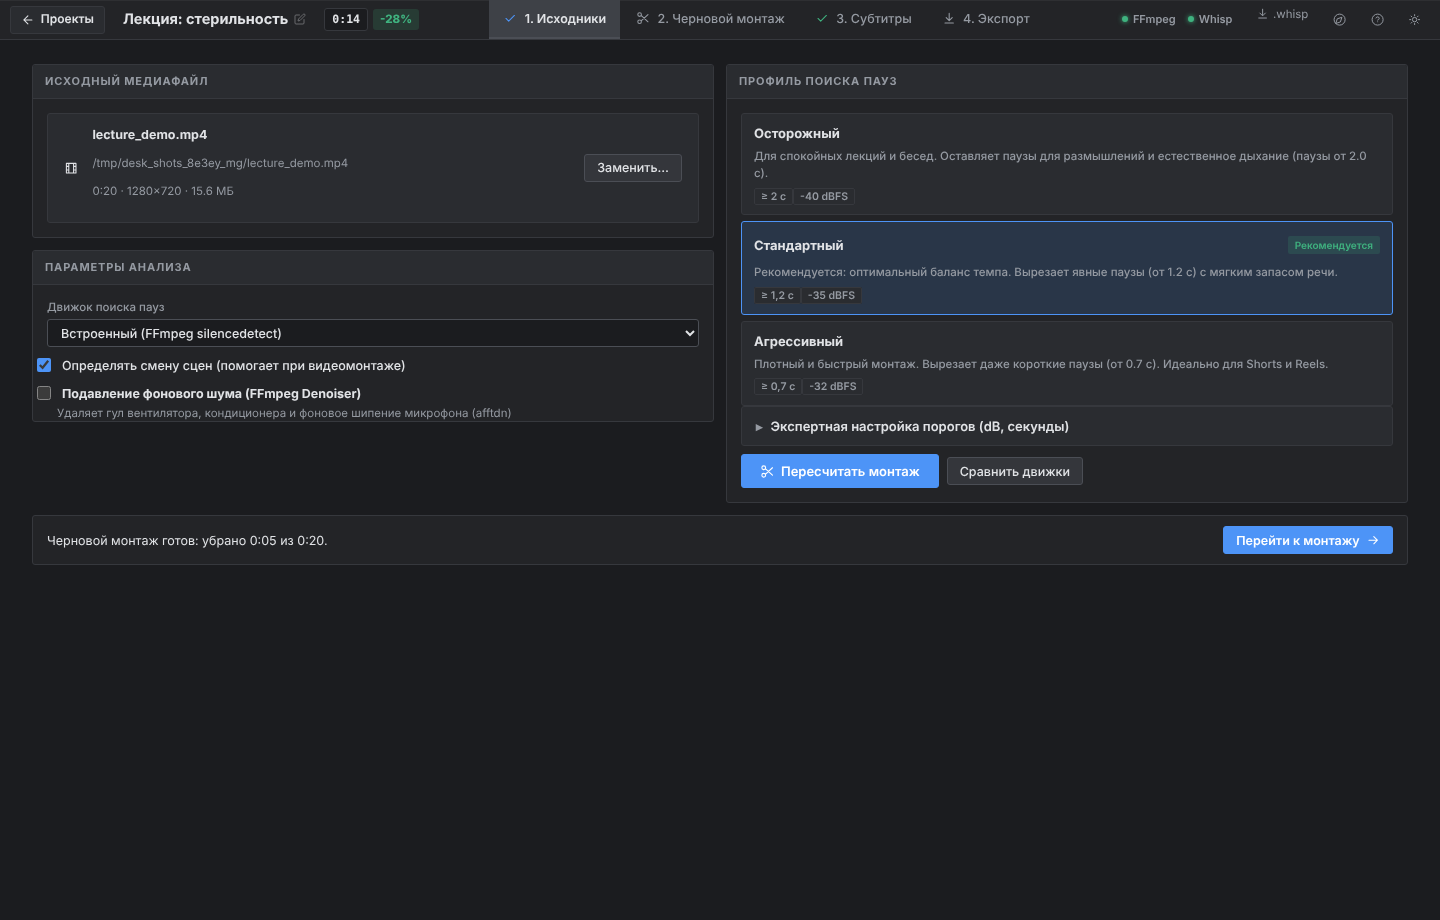 Проекты
Лекция: стерильность
0:14
-28%
1. Исходники
2. Черновой монтаж
3. Субтитры
4. Экспорт
FFmpeg
Whisp
.whisp
ИСХОДНЫЙ МЕДИАФАЙЛ
lecture_demo.mp4
/tmp/desk_shots_8e3ey_mg/lecture_demo.mp4
0:20 · 1280×720 · 15.6 МБ
Заменить...
ПАРАМЕТРЫ АНАЛИЗА
Движок поиска пауз
Встроенный (FFmpeg silencedetect)
Определять смену сцен (помогает при видеомонтаже)
Подавление фонового шума (FFmpeg Denoiser)
Удаляет гул вентилятора, кондиционера и фоновое шипение микрофона (afftdn)
ПРОФИЛЬ ПОИСКА ПАУЗ
Осторожный
Для спокойных лекций и бесед. Оставляет паузы для размышлений и естественное дыхание (паузы от 2.0
с).
≥ 2 с -40 dBFS
Стандартный
Рекомендуется
Рекомендуется: оптимальный баланс темпа. Вырезает явные паузы (от 1.2 с) с мягким запасом речи.
≥ 1,2 с -35 dBFS
Агрессивный
Плотный и быстрый монтаж. Вырезает даже короткие паузы (от 0.7 с). Идеально для Shorts и Reels.
≥ 0,7 с -32 dBFS
Экспертная настройка порогов (dB, секунды)
Пересчитать монтаж
Сравнить движки
Черновой монтаж готов: убрано 0:05 из 0:20.
Перейти к монтажу